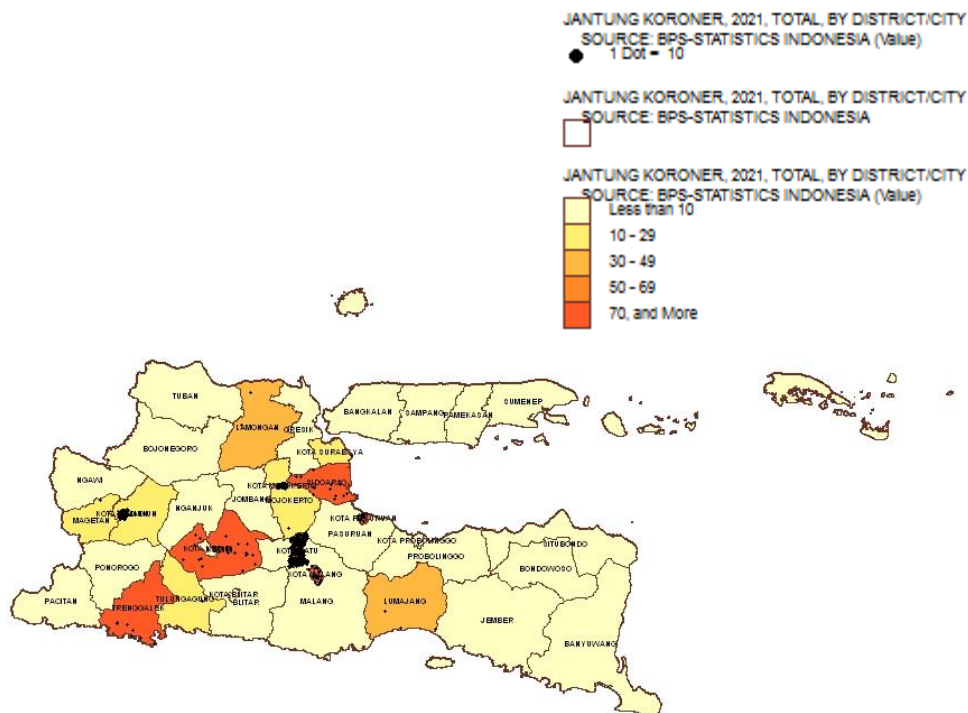 JANTUNG KORONER, 2021, TOTAL, BY DISTRICT/CITY
SOURCE: BPS-STATISTICS INDONESIA (Value)
1 Dot = 10
JANTUNG KORONER, 2021, TOTAL, BY DISTRICT/CITY
SOURCE: BPS-STATISTICS INDONESIA
JANTUNG KORONER, 2021, TOTAL, BY DISTRICT/CITY
SOURCE: BPS-STATISTICS INDONESIA (Value)
Less than 10
10 - 29
30 - 49
50 - 69
70, and More
TUBAN
LAMONGAN
GRESIK
BANGKALAN
SAMPANG
PAMEKASAN
SUMENEP
BOJONEGORO
KOTA SURABAYA
NGAWI
KOTA
SIDOARJO
JOMBANG
MOJOKERTO
MAGETAN
KOTA
NGANJUK
KOTA PASURUAN
PASURUAN
KOTA PROBOLINGGO
PROBOLINGGO
SITUBONDO
BONDOWOSO
KOTA
KOTA BATU
KOTA MALANG
PONOROGO
PACITAN
TRENGGALEK
TULUNGAGUNG
KOTA BLITAR
BLITAR
MALANG
LUMAJANG
JEMBER
BANYUWANGI